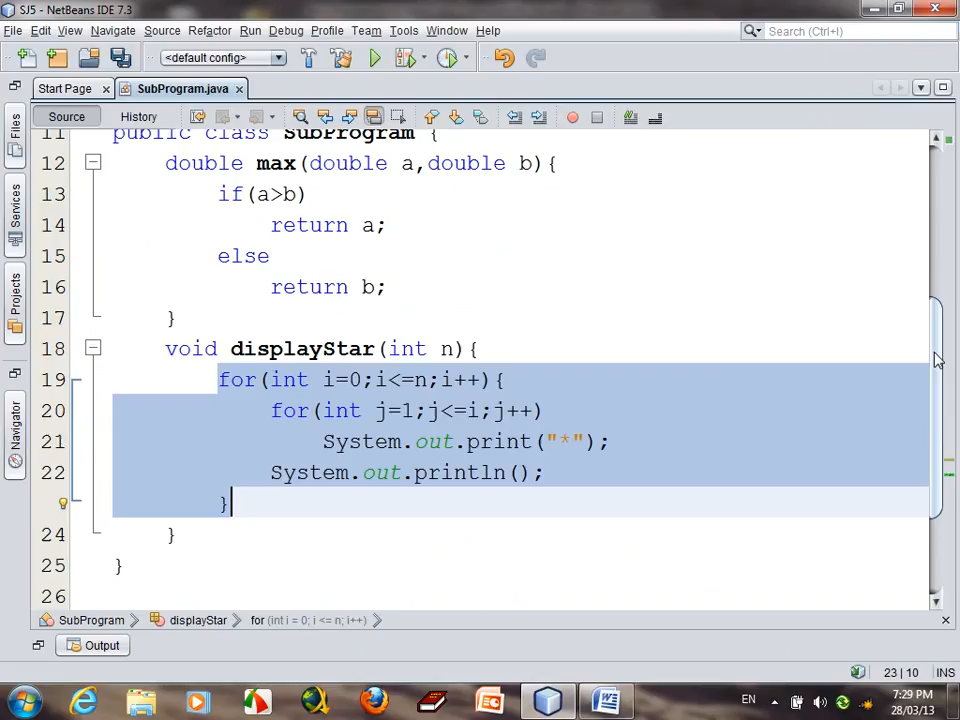 SJ5 - NetBeans IDE 7.3
File Edit View Navigate Source Refactor Run Debug Profile Team Tools Window Help
Search (Ctrl+I)
<default config>
Start Page
SubProgram.java
Source History
Files
Services
Projects
Navigator
11 public class SubProgram {
12 double max(double a,double b){
13 if(a>b)
14 return a;
15 else
16 return b;
17 }
18 void displayStar(int n){
19 for(int i=0;i<=n;i++){
20 for(int j=1;j<=i;j++)
21 System.out.print("*");
22 System.out.println();
}
24 }
25 }
26
SubProgram displayStar for (int i = 0; i <= n; i++)
Output
23 | 10 INS
EN
7:29 PM
28/03/13